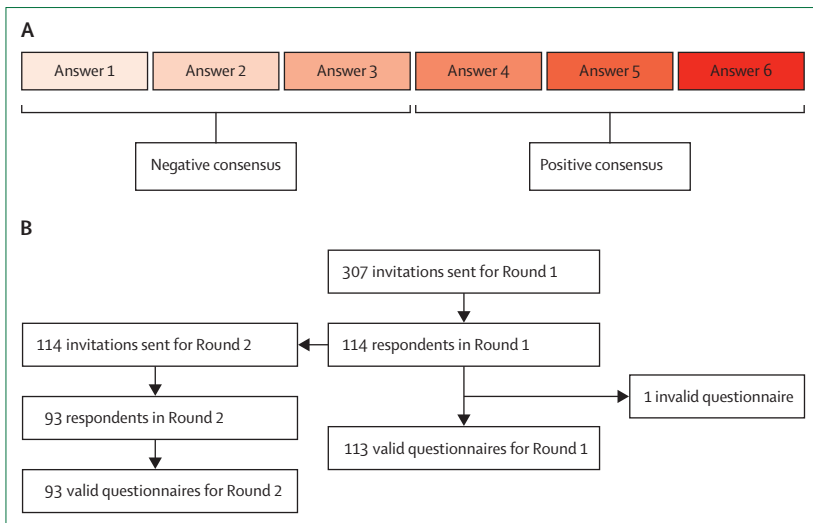 A
Answer 1
Answer 2
Answer 3
Answer 4
Answer 5
Answer 6
Negative consensus
Positive consensus
B
307 invitations sent for Round 1
114 invitations sent for Round 2
114 respondents in Round 1
1 invalid questionnaire
93 respondents in Round 2
113 valid questionnaires for Round 1
93 valid questionnaires for Round 2